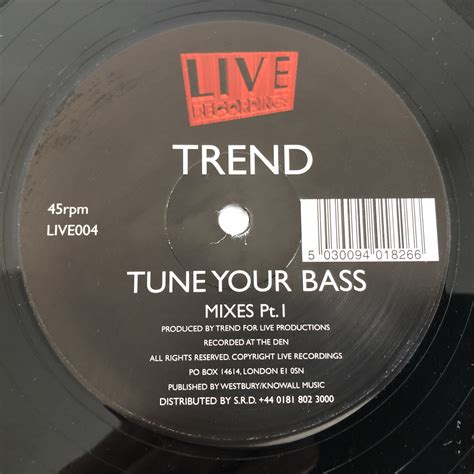 LIVE
RECORDINGS
TREND
45rpm
LIVE004
5 030094 018266
TUNE YOUR BASS
MIXES Pt.1
PRODUCED BY TREND FOR LIVE PRODUCTIONS
RECORDED AT THE DEN
ALL RIGHTS RESERVED, COPYRIGHT LIVE RECORDINGS
PO BOX 14614, LONDON E1 05N
PUBLISHED BY WESTBURY/KNOWALL MUSIC
DISTRIBUTED BY S.R.D. +44 0181 802 3000